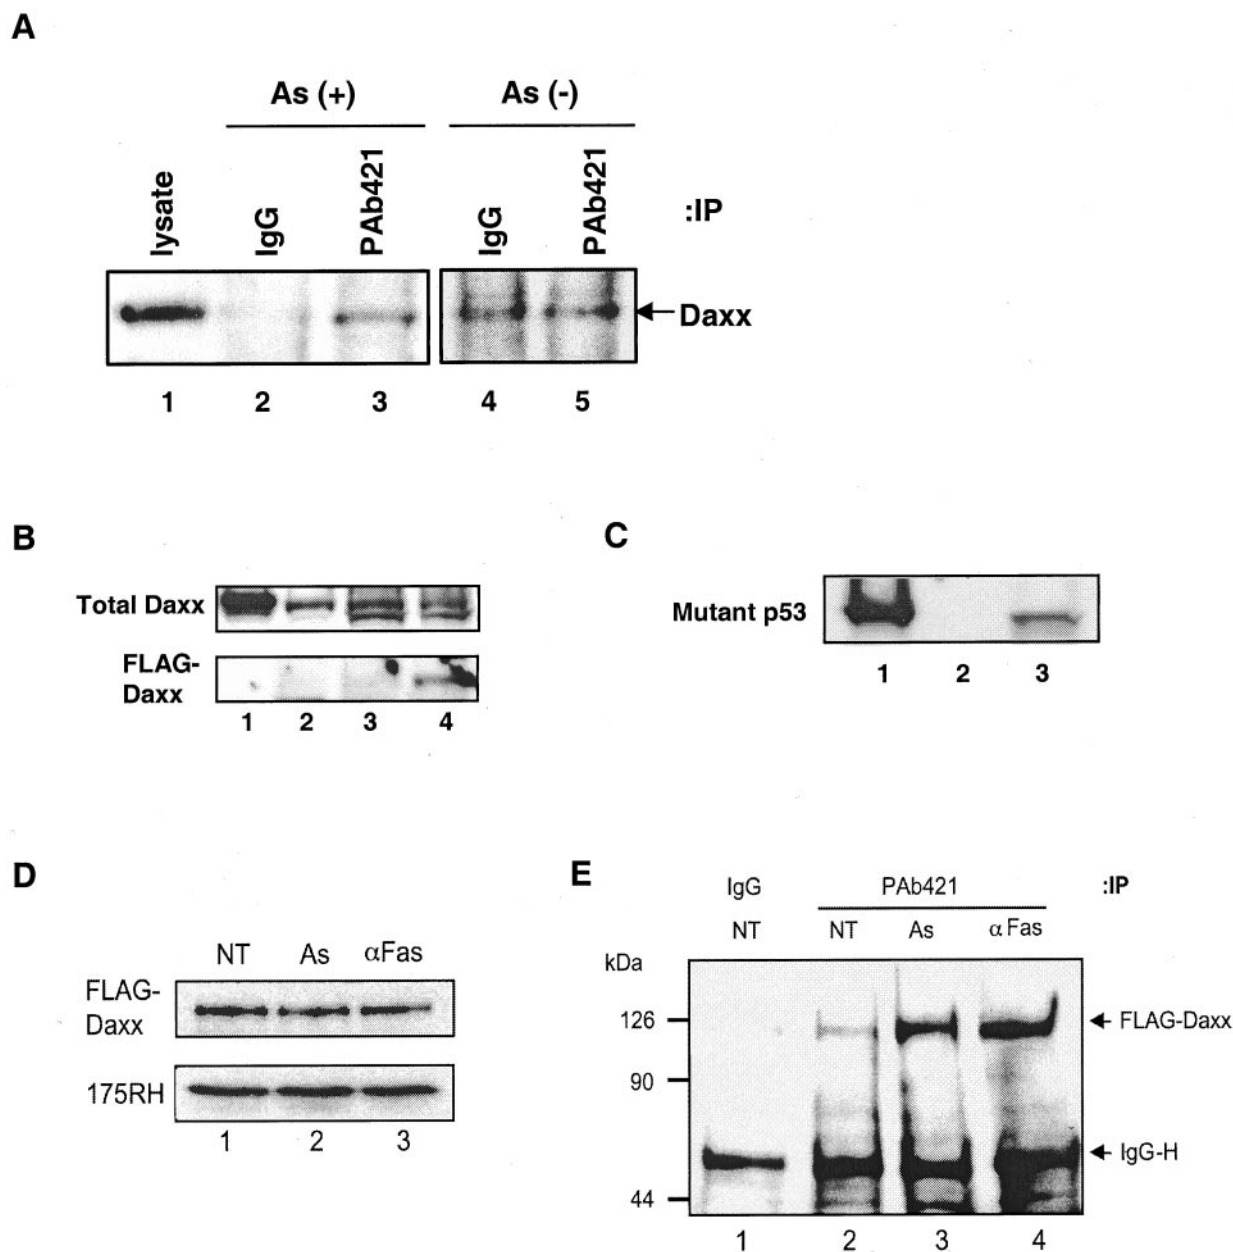 A
As (+)
As (-)
lysate
IgG
PAb421
IgG
PAb421
:IP
Daxx
1 2 3 4 5
B
Total Daxx
FLAG-
Daxx
1 2 3 4
C
Mutant p53
1 2 3
D
NT As αFas
FLAG-
Daxx
175RH
1 2 3
E
IgG PAb421 :IP
NT NT As αFas
kDa
126
FLAG-Daxx
90
IgG-H
44
1 2 3 4